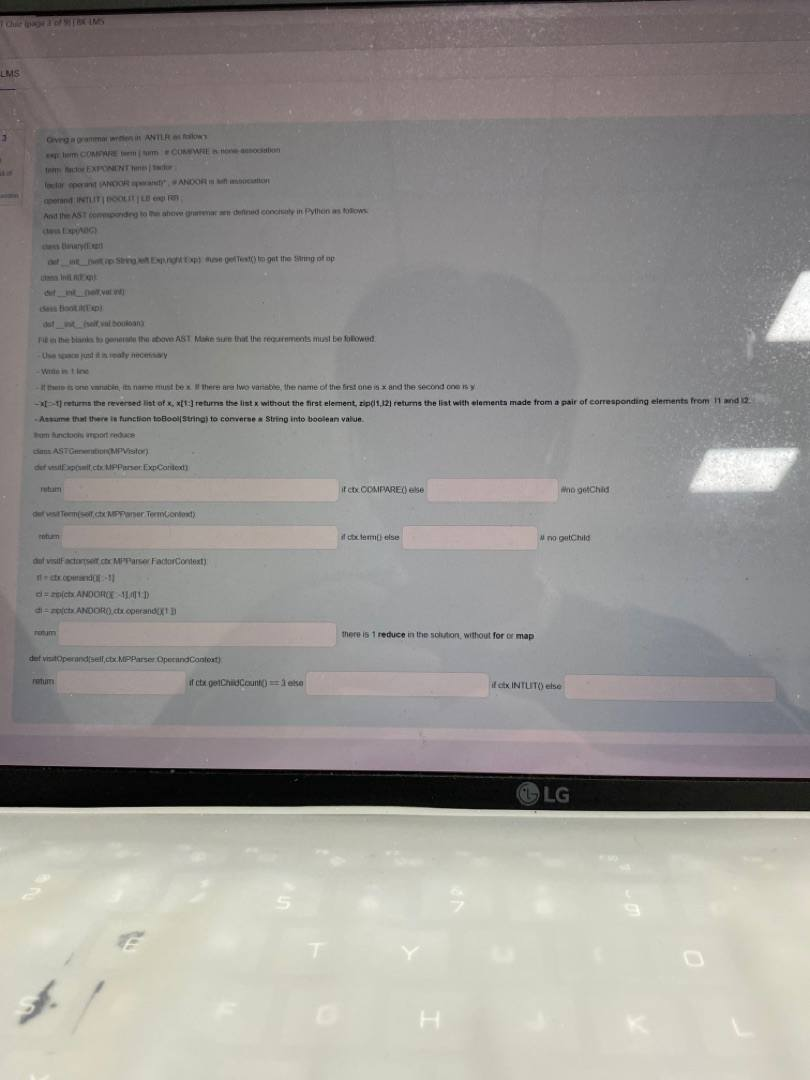 T Quiz (page 3 of 9) | BK-LMS
LMS
3
Giving a grammar written in ANTLR as follows:
exp: term COMPARE term | term; # COMPARE is none-association
term: factor EXPONENT term | factor;
factor: operand (ANDOR operand)*; # ANDOR is left-association
operand: INTLIT | BOOLIT | LB exp RB;
And the AST corresponding to the above grammar are defined concisely in Python as follows:
class Exp(ABC)
class Binary(Exp)
def __init__(self,op:String,left:Exp,right:Exp): #use getText() to get the String of op
class IntLit(Exp):
def __init__(self,val:int):
class BoolLit(Exp):
def __init__(self,val:boolean):
Fill in the blanks to generate the above AST. Make sure that the requirements must be followed:
- Use space just it is really necessary
- Write in 1 line
- If there is one variable, its name must be x. If there are two variable, the name of the first one is x and the second one is y
-x[::-1] returns the reversed list of x, x[1:] returns the list x without the first element, zip(l1,l2) returns the list with elements made from a pair of corresponding elements from l1 and l2.
- Assume that there is function toBool(String) to converse a String into boolean value.
from functools import reduce
class ASTGeneration(MPVisitor):
def visitExp(self,ctx:MPParser.ExpContext):
return if ctx.COMPARE() else #no getChild
def visitTerm(self,ctx:MPParser.TermContext):
return if ctx.term() else # no getChild
def visitFactor(self,ctx:MPParser.FactorContext):
rl = ctx.operand()[::-1]
cl = zip(ctx.ANDOR()[::-1],rl[1:])
dl = zip(ctx.ANDOR(),ctx.operand()[1:])
return there is 1 reduce in the solution, without for or map
def visitOperand(self,ctx:MPParser.OperandContext):
return if ctx.getChildCount() == 3 else if ctx.INTLIT() else
LG
5
6
7
9
E
T
Y
U
O
S
F
G
H
J
K
L